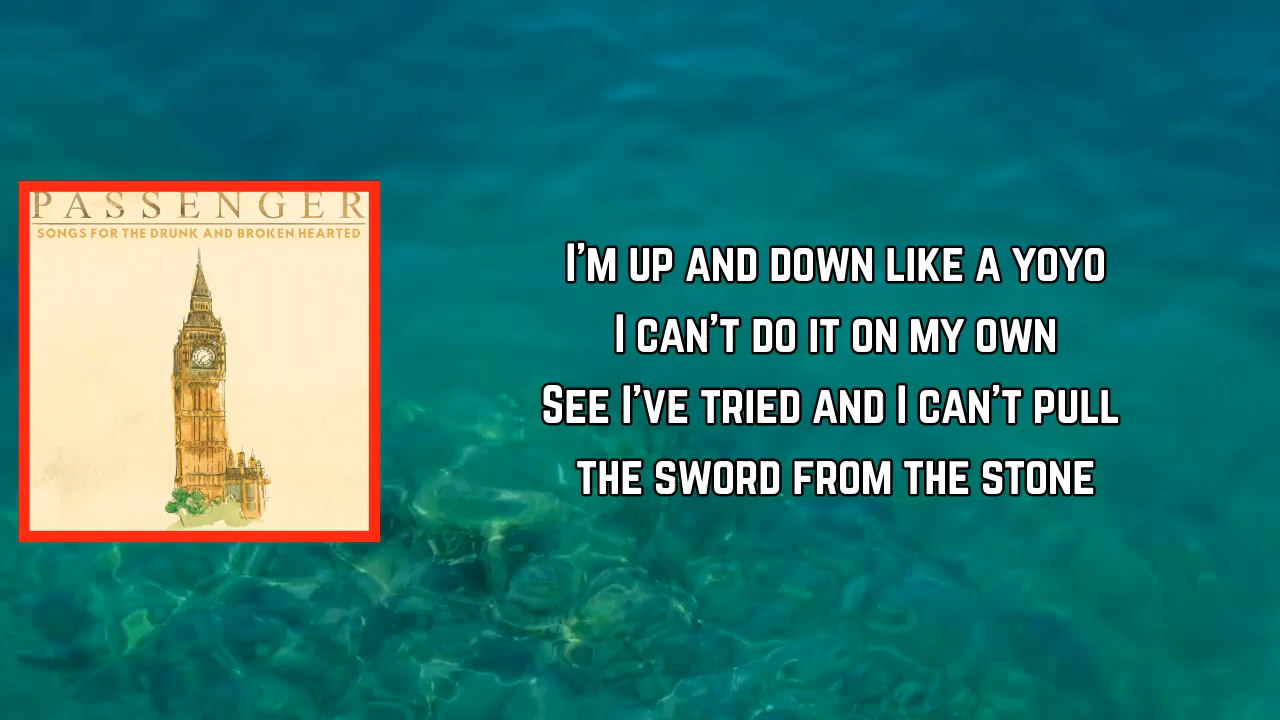 PASSENGER
SONGS FOR THE DRUNK AND BROKEN HEARTED
I'M UP AND DOWN LIKE A YOYO
I CAN'T DO IT ON MY OWN
SEE I'VE TRIED AND I CAN'T PULL
THE SWORD FROM THE STONE